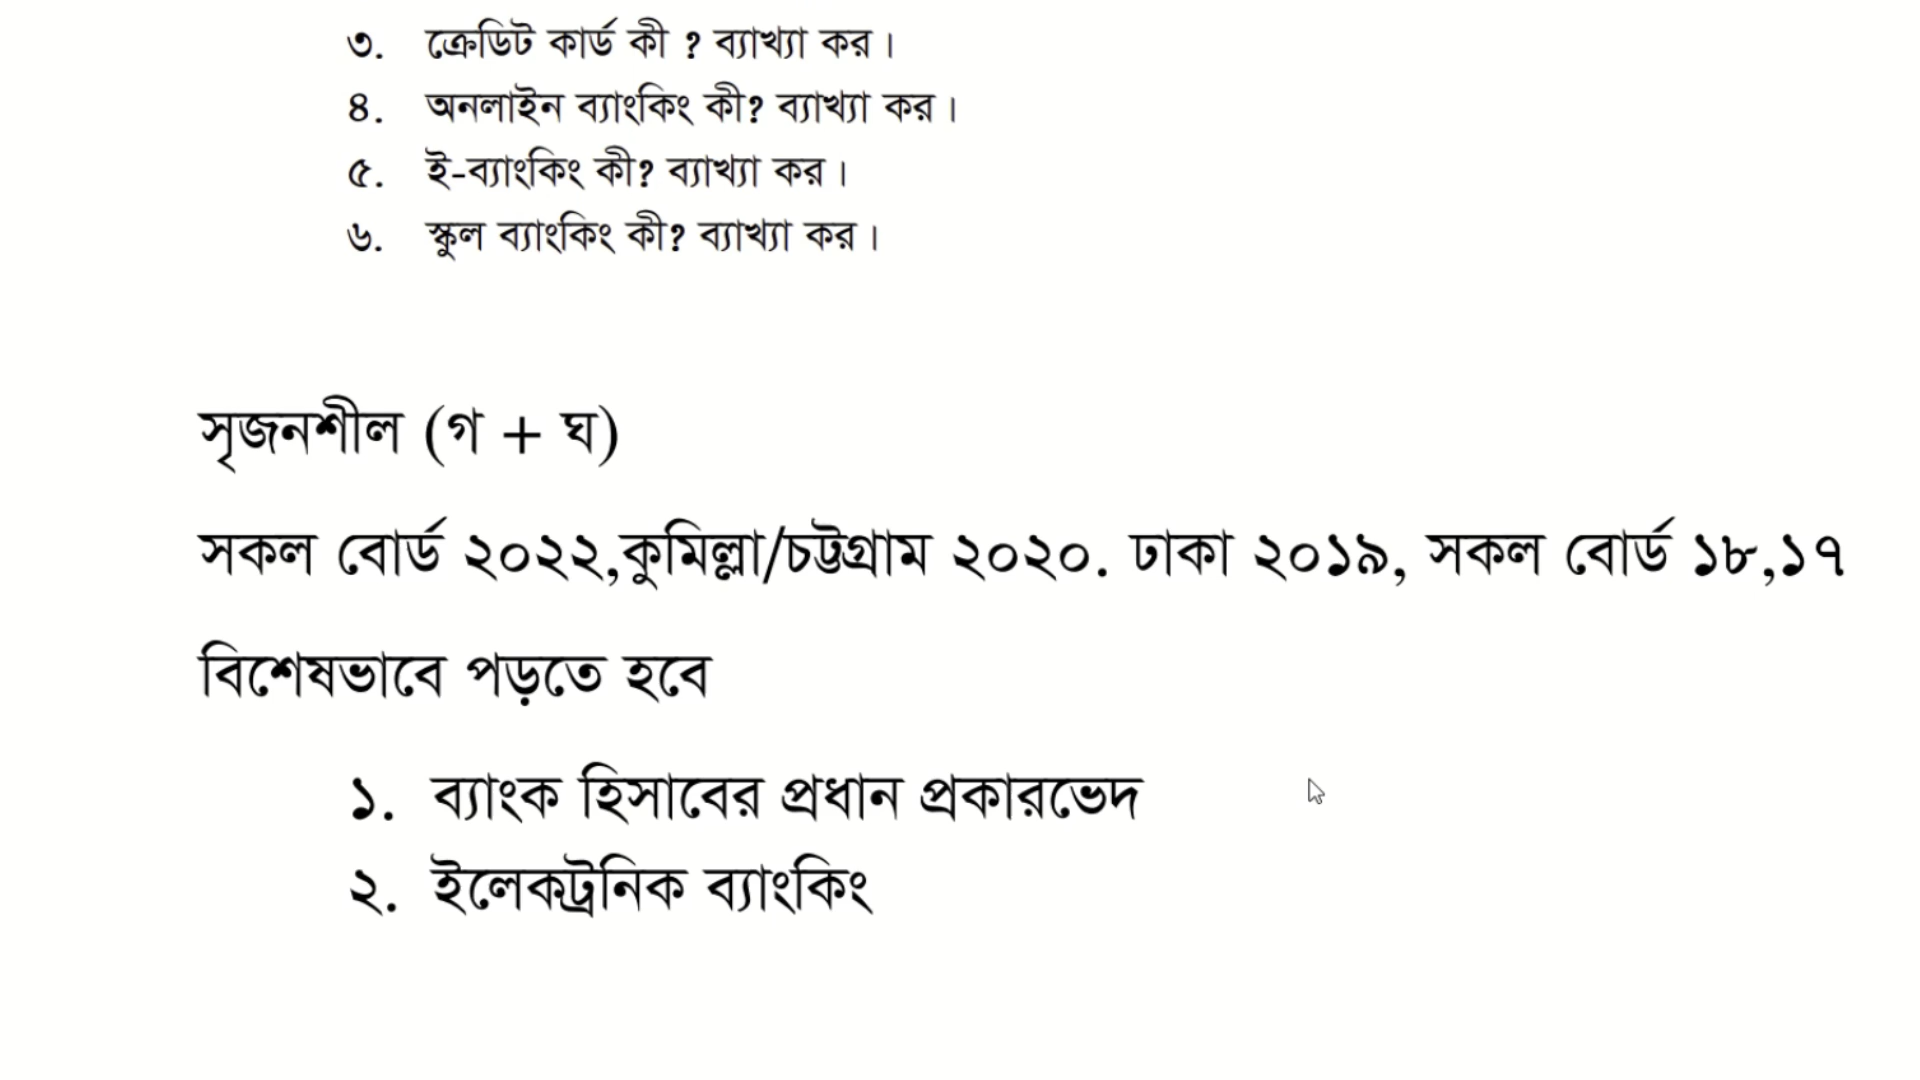 ৩. ক্রেডিট কার্ড কী ? ব্যাখ্যা কর।
৪. অনলাইন ব্যাংকিং কী? ব্যাখ্যা কর।
৫. ই-ব্যাংকিং কী? ব্যাখ্যা কর।
৬. স্কুল ব্যাংকিং কী? ব্যাখ্যা কর।
সৃজনশীল (গ + ঘ)
সকল বোর্ড ২০২২,কুমিল্লা/চট্টগ্রাম ২০২০. ঢাকা ২০১৯, সকল বোর্ড ১৮,১৭
বিশেষভাবে পড়তে হবে
১. ব্যাংক হিসাবের প্রধান প্রকারভেদ
২. ইলেকট্রনিক ব্যাংকিং